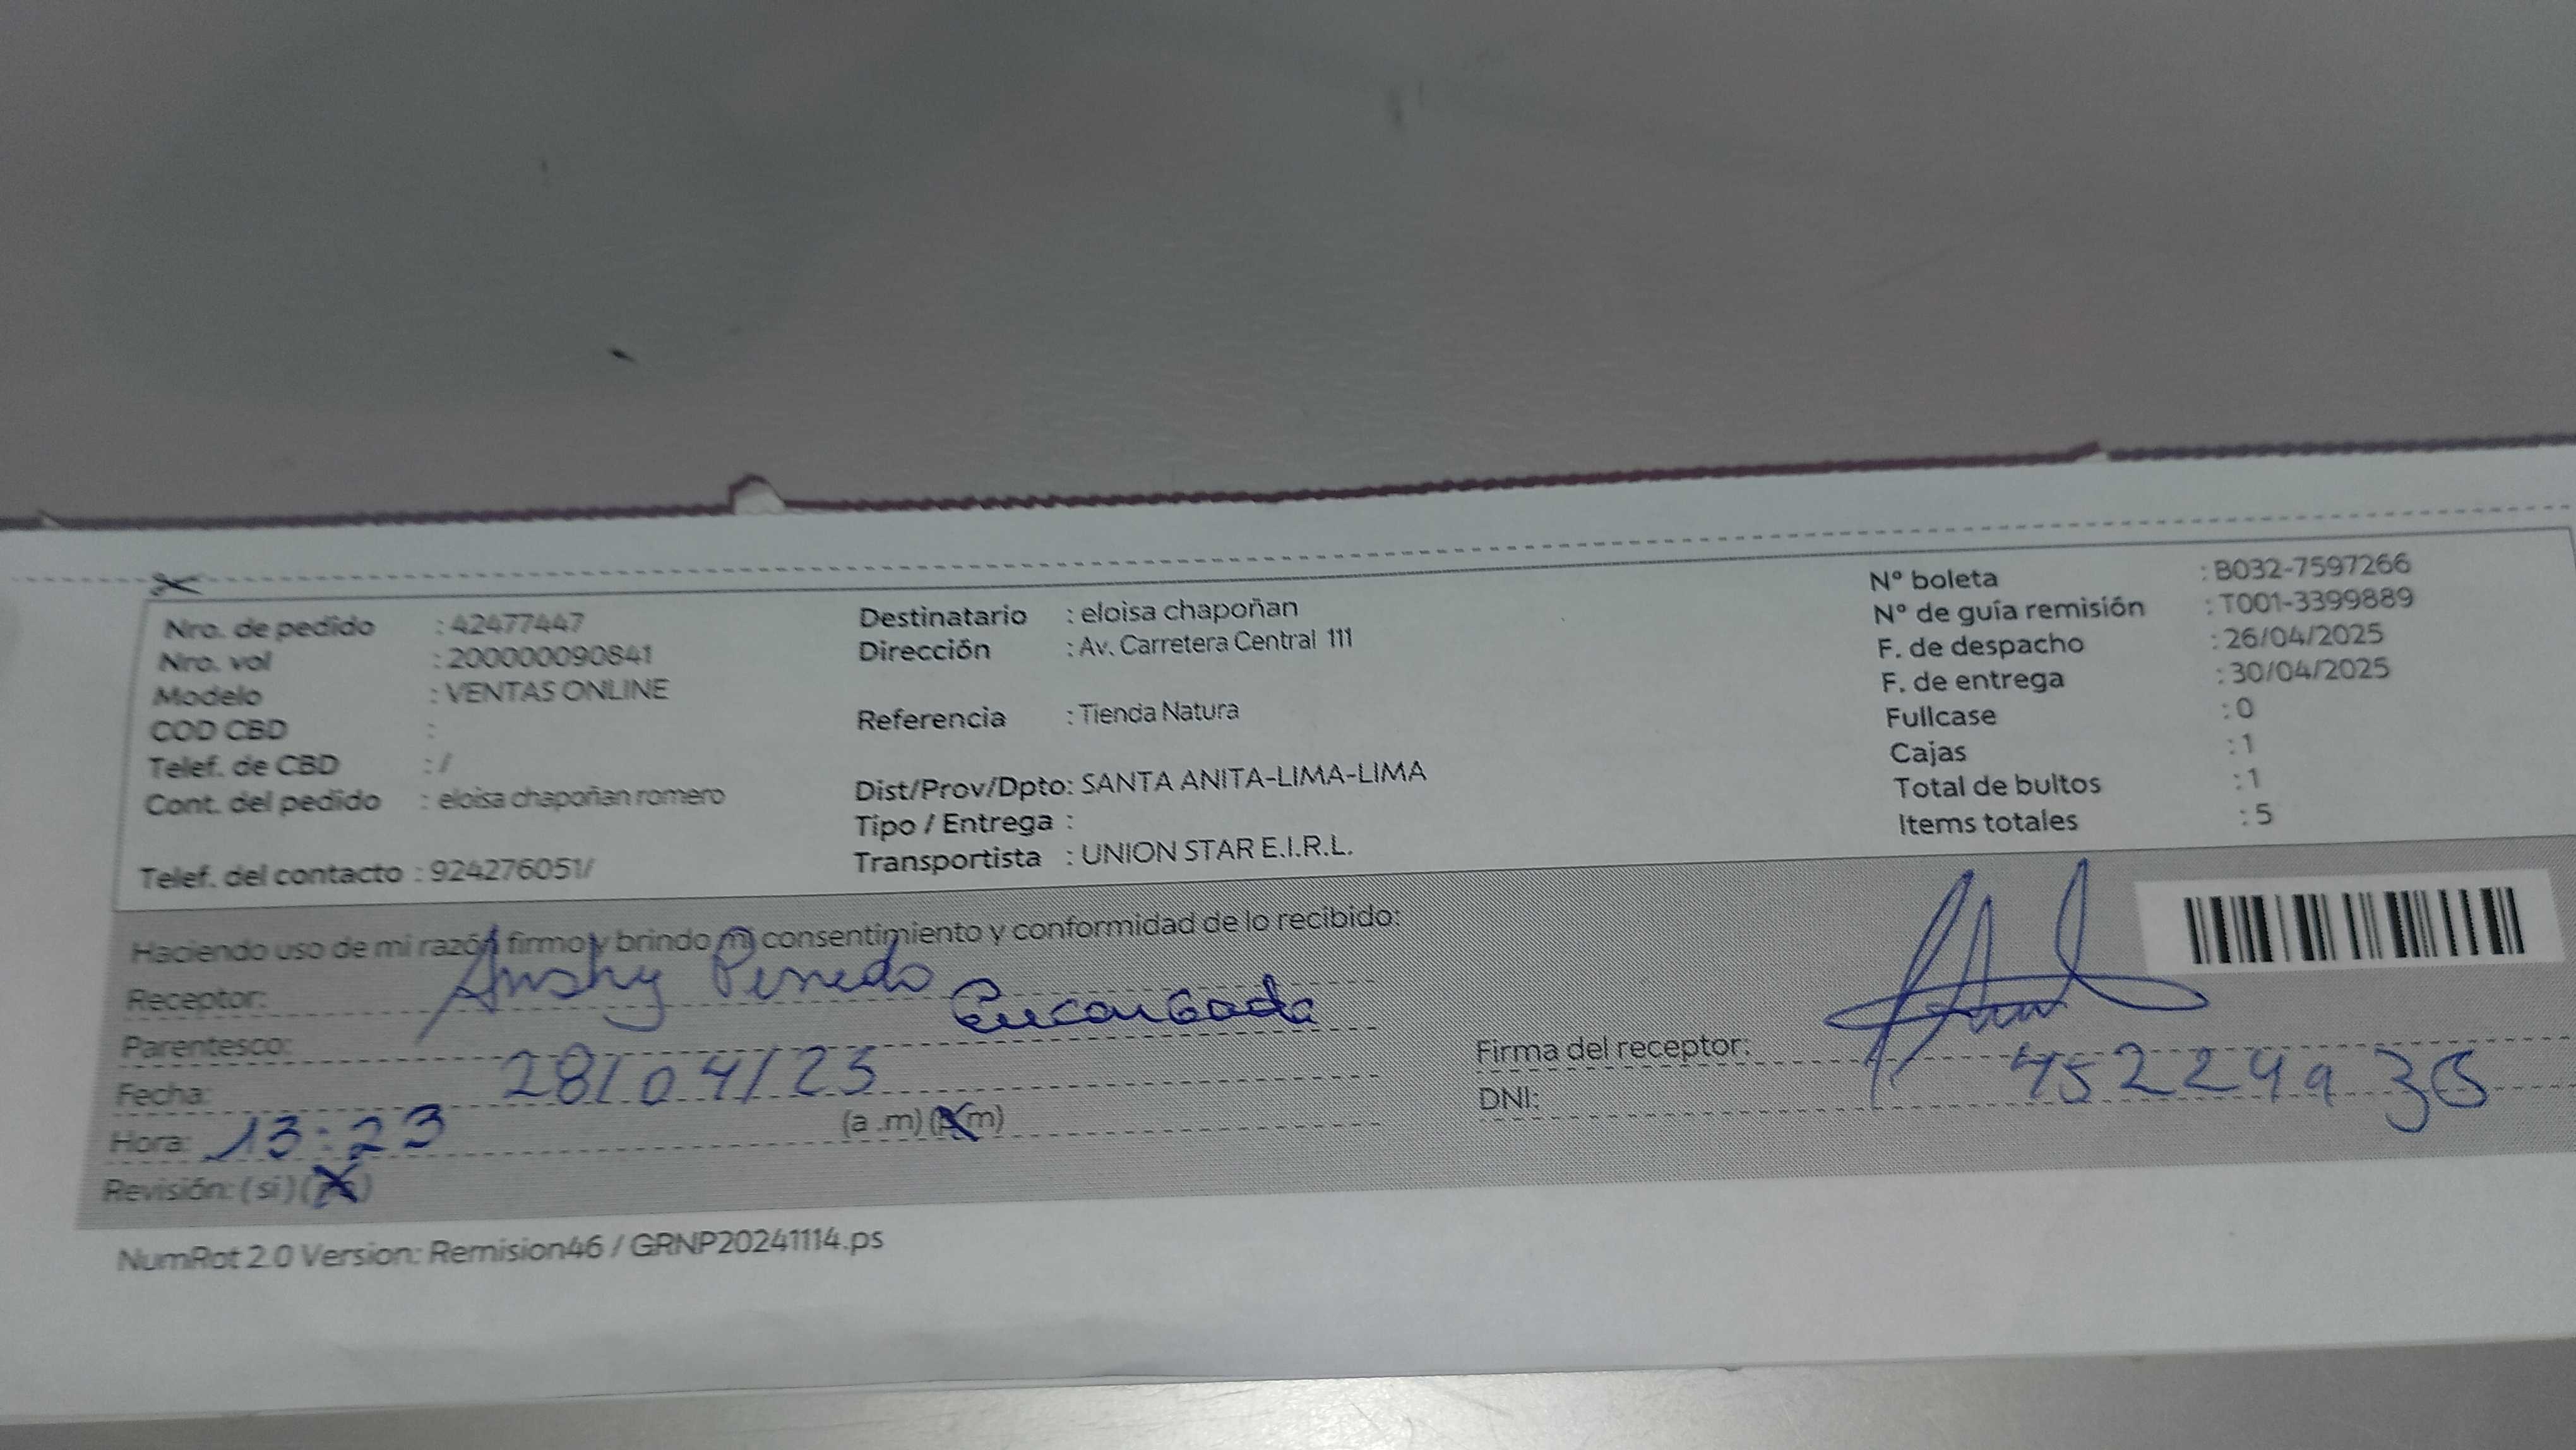 Nro. de pedido : 42477447
Nro. vol : 200000090841
Modelo : VENTAS ONLINE
COD CBD :
Telef. de CBD : /
Cont. del pedido : eloisa chapoñan romero
Telef. del contacto : 924276051/
Destinatario : eloisa chapoñan
Dirección : Av. Carretera Central 111
Referencia : Tienda Natura
Dist/Prov/Dpto: SANTA ANITA-LIMA-LIMA
Tipo / Entrega :
Transportista : UNION STAR E.I.R.L.
N° boleta : B032-7597266
N° de guía remisión : T001-3399889
F. de despacho : 26/04/2025
F. de entrega : 30/04/2025
Fullcase : 0
Cajas : 1
Total de bultos : 1
Items totales : 5
Haciendo uso de mi razón firmo y brindo mi consentimiento y conformidad de lo recibido:
Receptor:
Parentesco: Encargada
Fecha: 28/04/25
Hora: 13:23 (a .m) (p.m)
Revisión: (si) (no)
Firma del receptor:
DNI:
NumRot 2.0 Version: Remision46 / GRNP20241114.ps